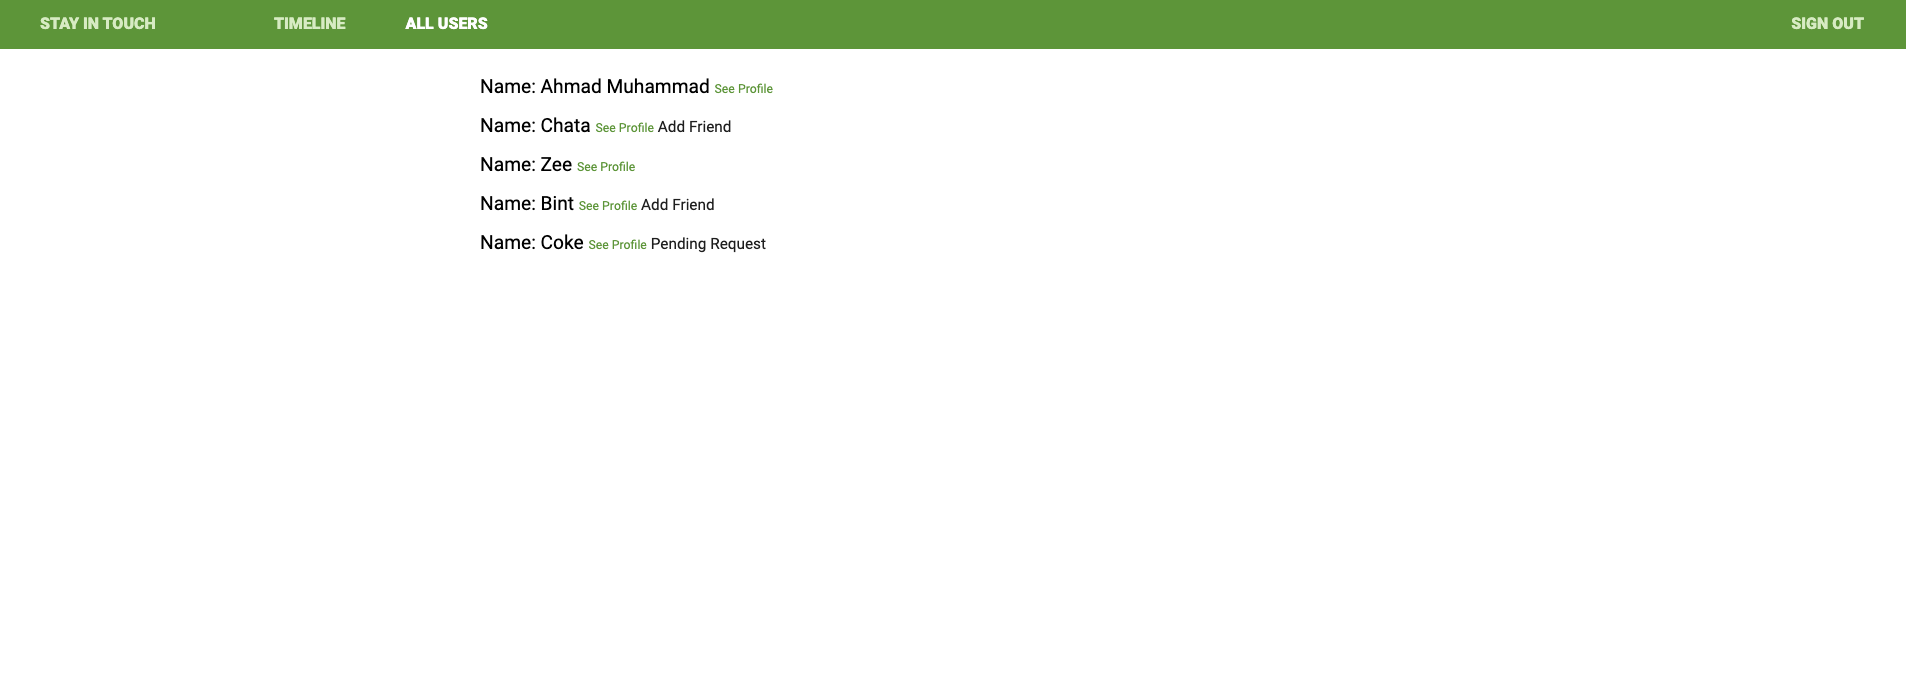 STAY IN TOUCH TIMELINE ALL USERS SIGN OUT
Name: Ahmad Muhammad See Profile
Name: Chata See Profile Add Friend
Name: Zee See Profile
Name: Bint See Profile Add Friend
Name: Coke See Profile Pending Request